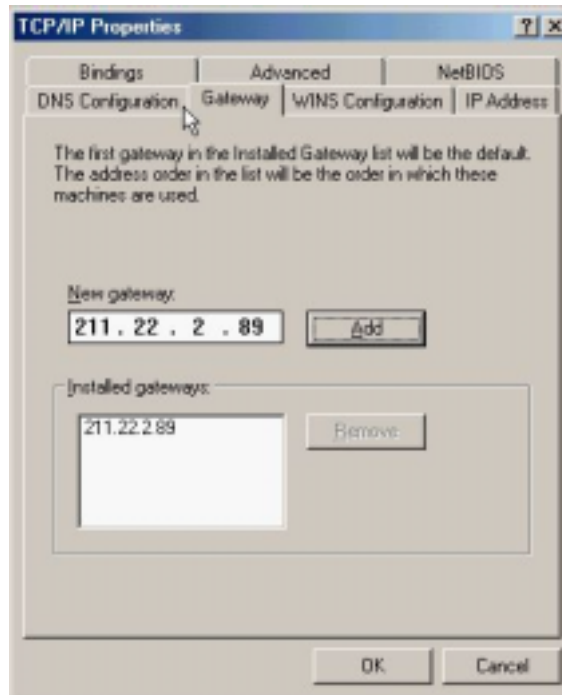 TCP/IP Properties
Bindings
Advanced
NetBIOS
DNS Configuration
Gateway
WINS Configuration
IP Address
The first gateway in the Installed Gateway list will be the default.
The address order in the list will be the order in which these
machines are used.
New gateway:
211 . 22 . 2 . 89
Add
Installed gateways:
211.22.2.89
Remove
OK
Cancel